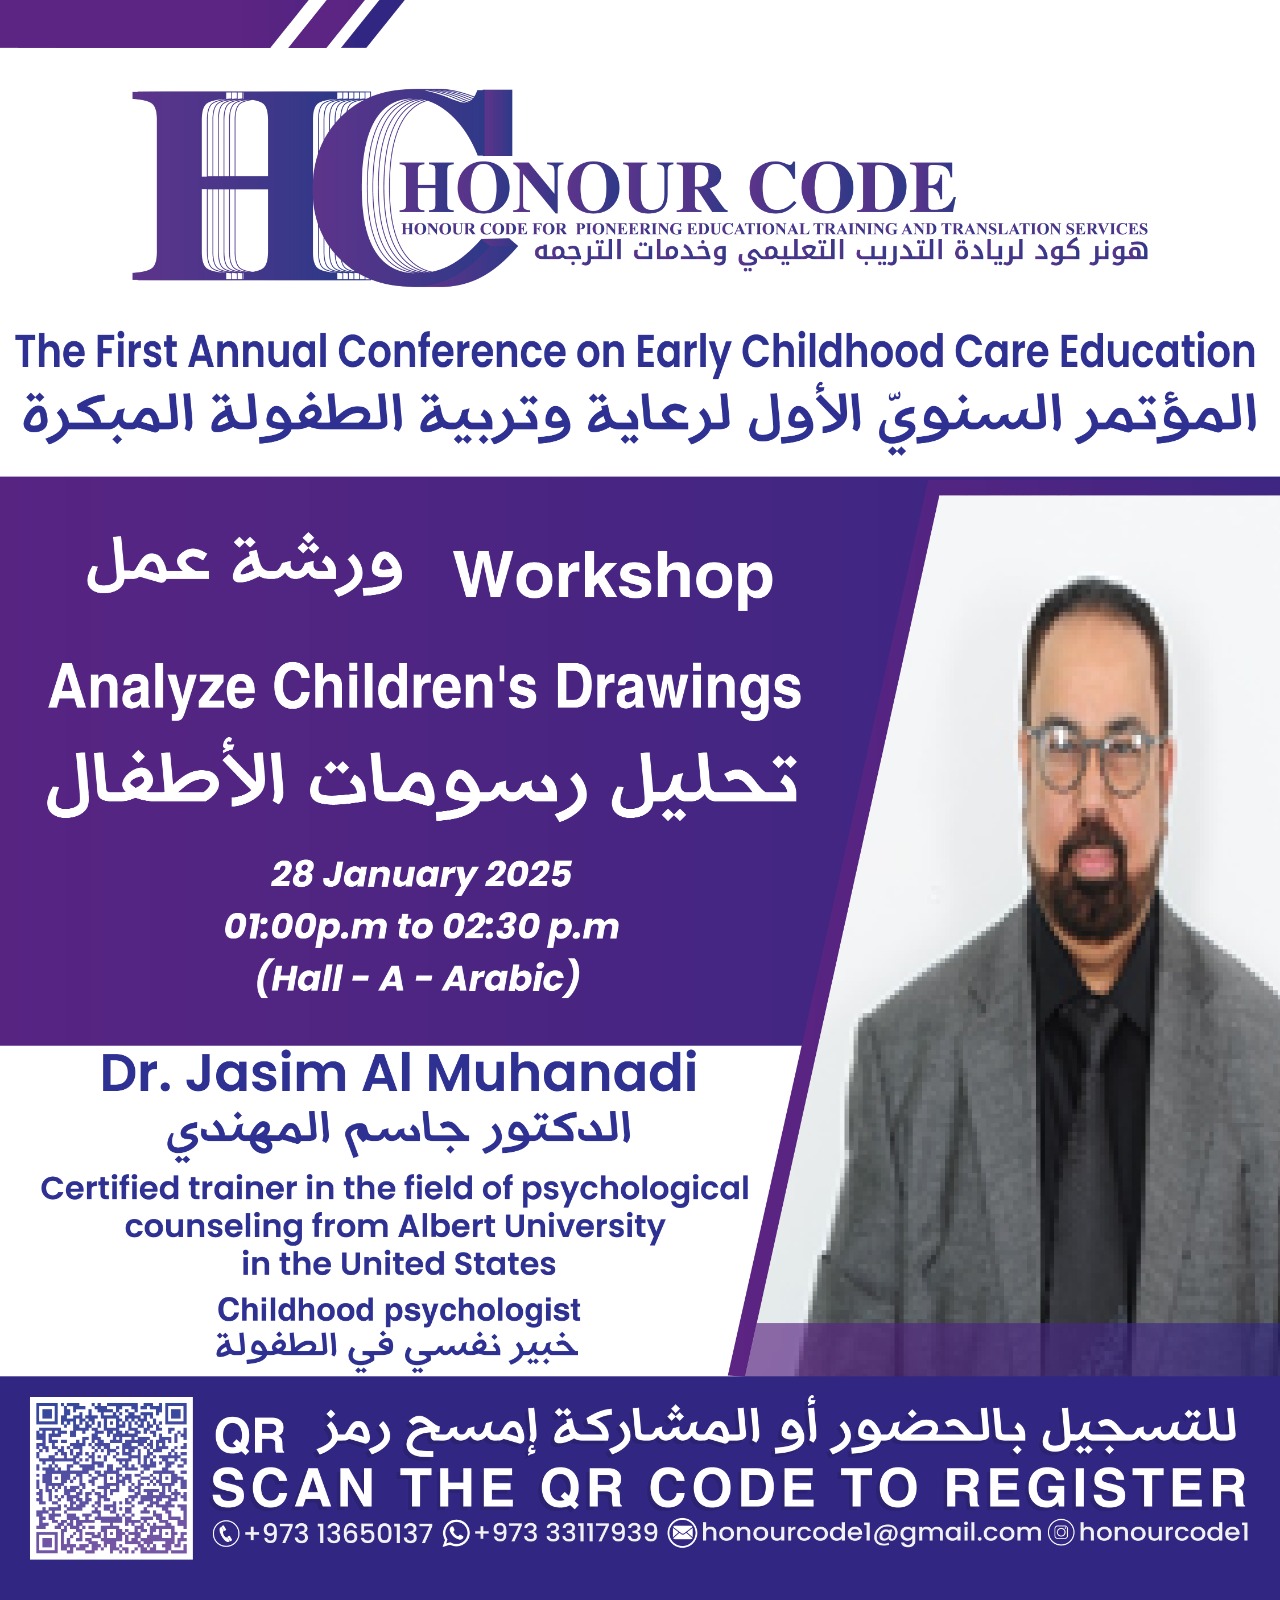 HC
HONOUR CODE
HONOUR CODE FOR PIONEERING EDUCATIONAL TRAINING AND TRANSLATION SERVICES
هونر كود لريادة التدريب التعليمي وخدمات الترجمه
The First Annual Conference on Early Childhood Care Education
المؤتمر السنويّ الأول لرعاية وتربية الطفولة المبكرة
ورشة عمل Workshop
Analyze Children's Drawings
تحليل رسومات الأطفال
28 January 2025
01:00p.m to 02:30 p.m
(Hall - A - Arabic)
Dr. Jasim Al Muhanadi
الدكتور جاسم المهندي
Certified trainer in the field of psychological
counseling from Albert University
in the United States
Childhood psychologist
خبير نفسي في الطفولة
للتسجيل بالحضور أو المشاركة إمسح رمز QR
SCAN THE QR CODE TO REGISTER
+973 13650137 +973 33117939 honourcode1@gmail.com honourcode1